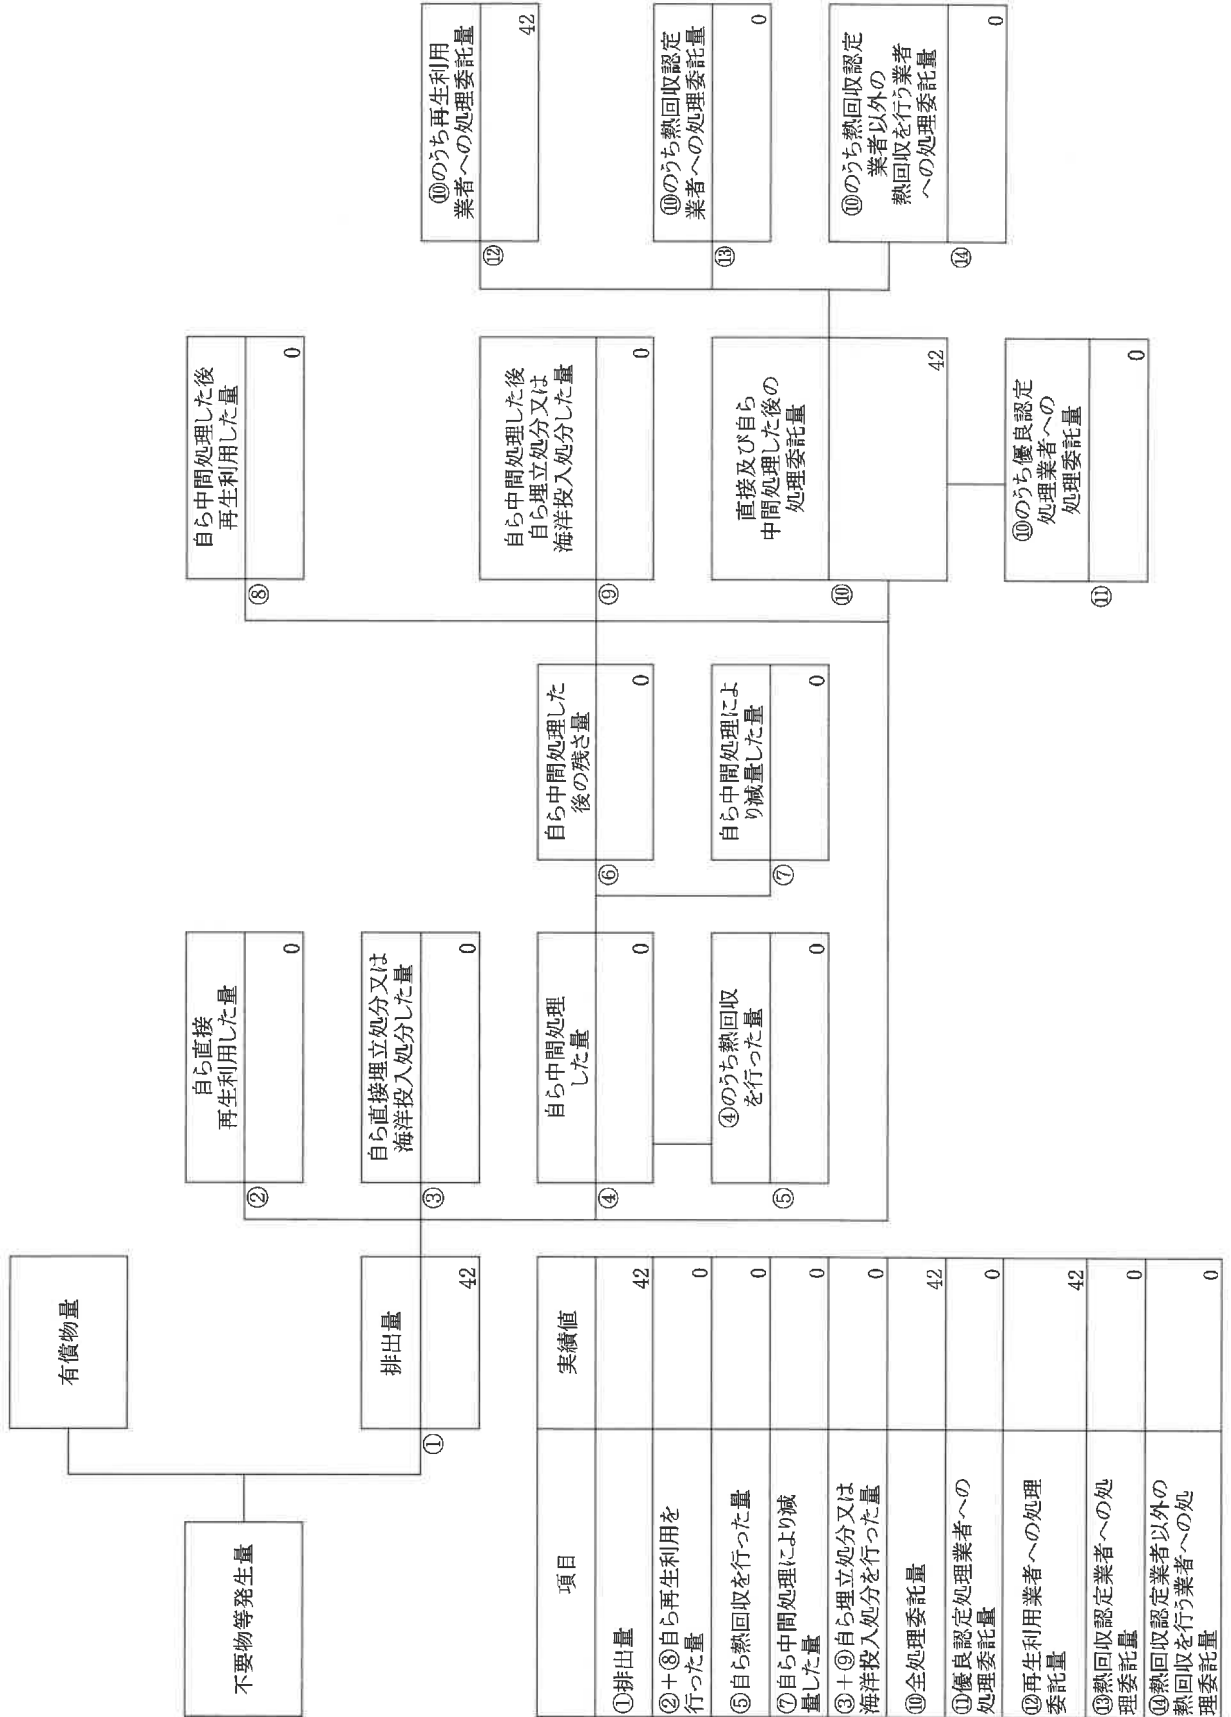 不要物等発生量
有償物量
①
排出量
42
②
自ら直接
再生利用した量
0
③
自ら直接埋立処分又は
海洋投入処分した量
0
④
自ら中間処理
した量
0
⑤
④のうち熱回収
を行った量
0
⑥
自ら中間処理した
後の残さ量
0
⑦
自ら中間処理によ
り減量した量
0
⑧
自ら中間処理した後
再生利用した量
0
⑨
自ら中間処理した後
自ら埋立処分又は
海洋投入処分した量
0
⑩
直接及び自ら
中間処理した後の
処理委託量
42
⑪
⑩のうち優良認定
処理業者への
処理委託量
0
⑫
⑩のうち再生利用
業者への処理委託量
42
⑬
⑩のうち熱回収認定
業者への処理委託量
0
⑭
⑩のうち熱回収認定
業者以外の
熱回収を行う業者
への処理委託量
0
項目
実績値
①排出量
42
②＋⑧自ら再生利用を
行った量
0
⑤自ら熱回収を行った量
0
⑦自ら中間処理により減
量した量
0
③＋⑨自ら埋立処分又は
海洋投入処分を行った量
0
⑩全処理委託量
42
⑪優良認定処理業者への
処理委託量
0
⑫再生利用業者への処理
委託量
42
⑬熱回収認定業者への処
理委託量
0
⑭熱回収認定業者以外の
熱回収を行う業者への処
理委託量
0